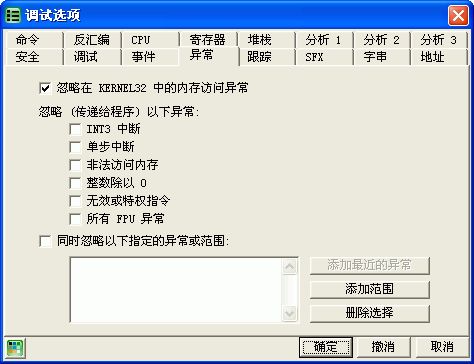 调试选项
命令 反汇编 CPU 寄存器 堆栈 分析 1 分析 2 分析 3
安全 调试 事件 异常 跟踪 SFX 字串 地址
忽略在 KERNEL32 中的内存访问异常
忽略 (传递给程序) 以下异常:
INT3 中断
单步中断
非法访问内存
整数除以 0
无效或特权指令
所有 FPU 异常
同时忽略以下指定的异常或范围:
添加最近的异常
添加范围
删除选择
确定 撤消 取消